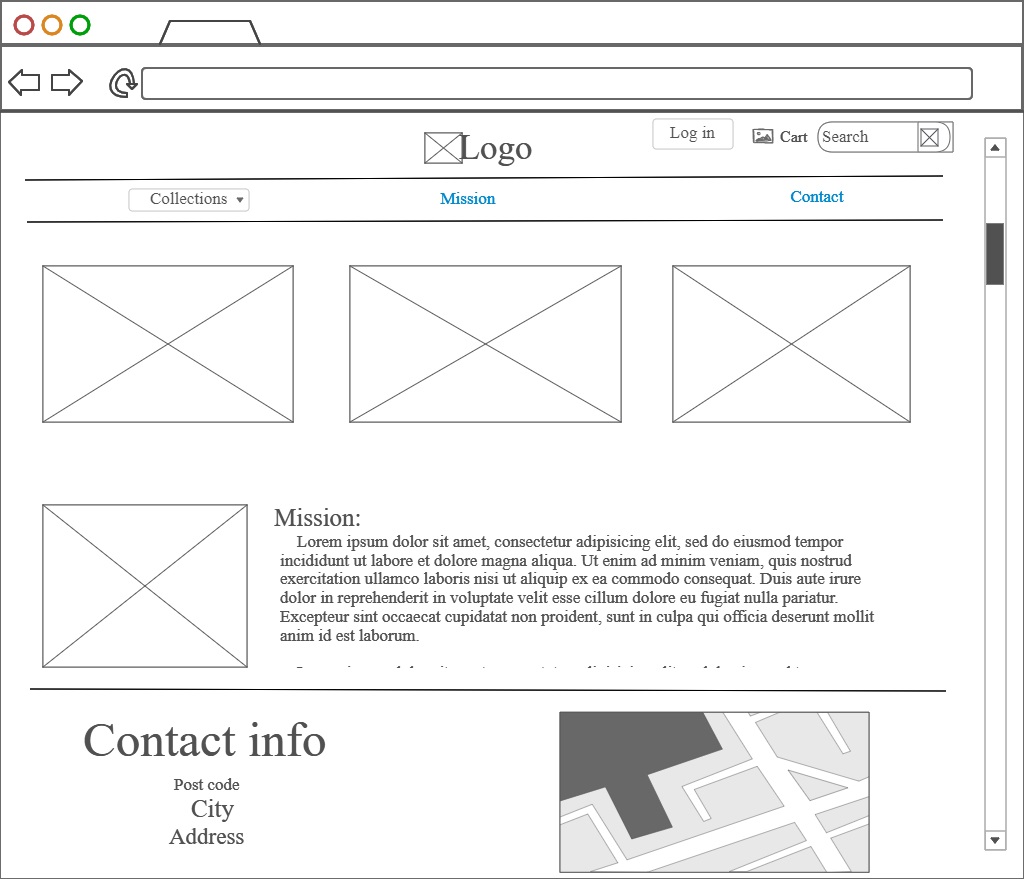 Logo
Log in
Cart
Search
Collections
Mission
Contact
Mission:
Lorem ipsum dolor sit amet, consectetur adipisicing elit, sed do eiusmod tempor
incididunt ut labore et dolore magna aliqua. Ut enim ad minim veniam, quis nostrud
exercitation ullamco laboris nisi ut aliquip ex ea commodo consequat. Duis aute irure
dolor in reprehenderit in voluptate velit esse cillum dolore eu fugiat nulla pariatur.
Excepteur sint occaecat cupidatat non proident, sunt in culpa qui officia deserunt mollit
anim id est laborum.
Contact info
Post code
City
Address